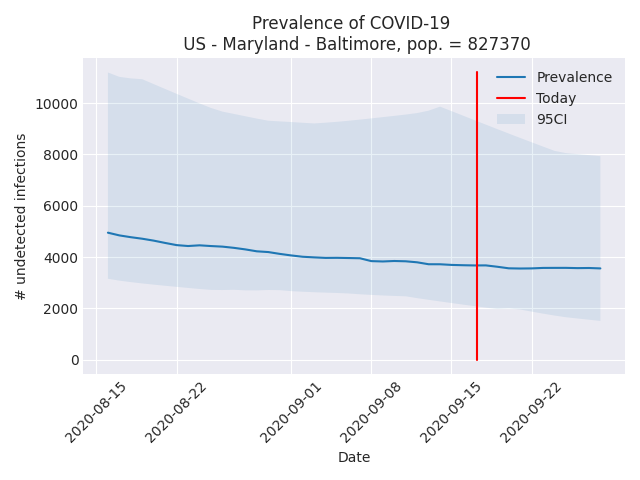 Prevalence of COVID-19
US - Maryland - Baltimore, pop. = 827370
Prevalence
Today
95CI
# undetected infections
10000
8000
6000
4000
2000
0
2020-08-15
2020-08-22
2020-09-01
2020-09-08
2020-09-15
2020-09-22
Date